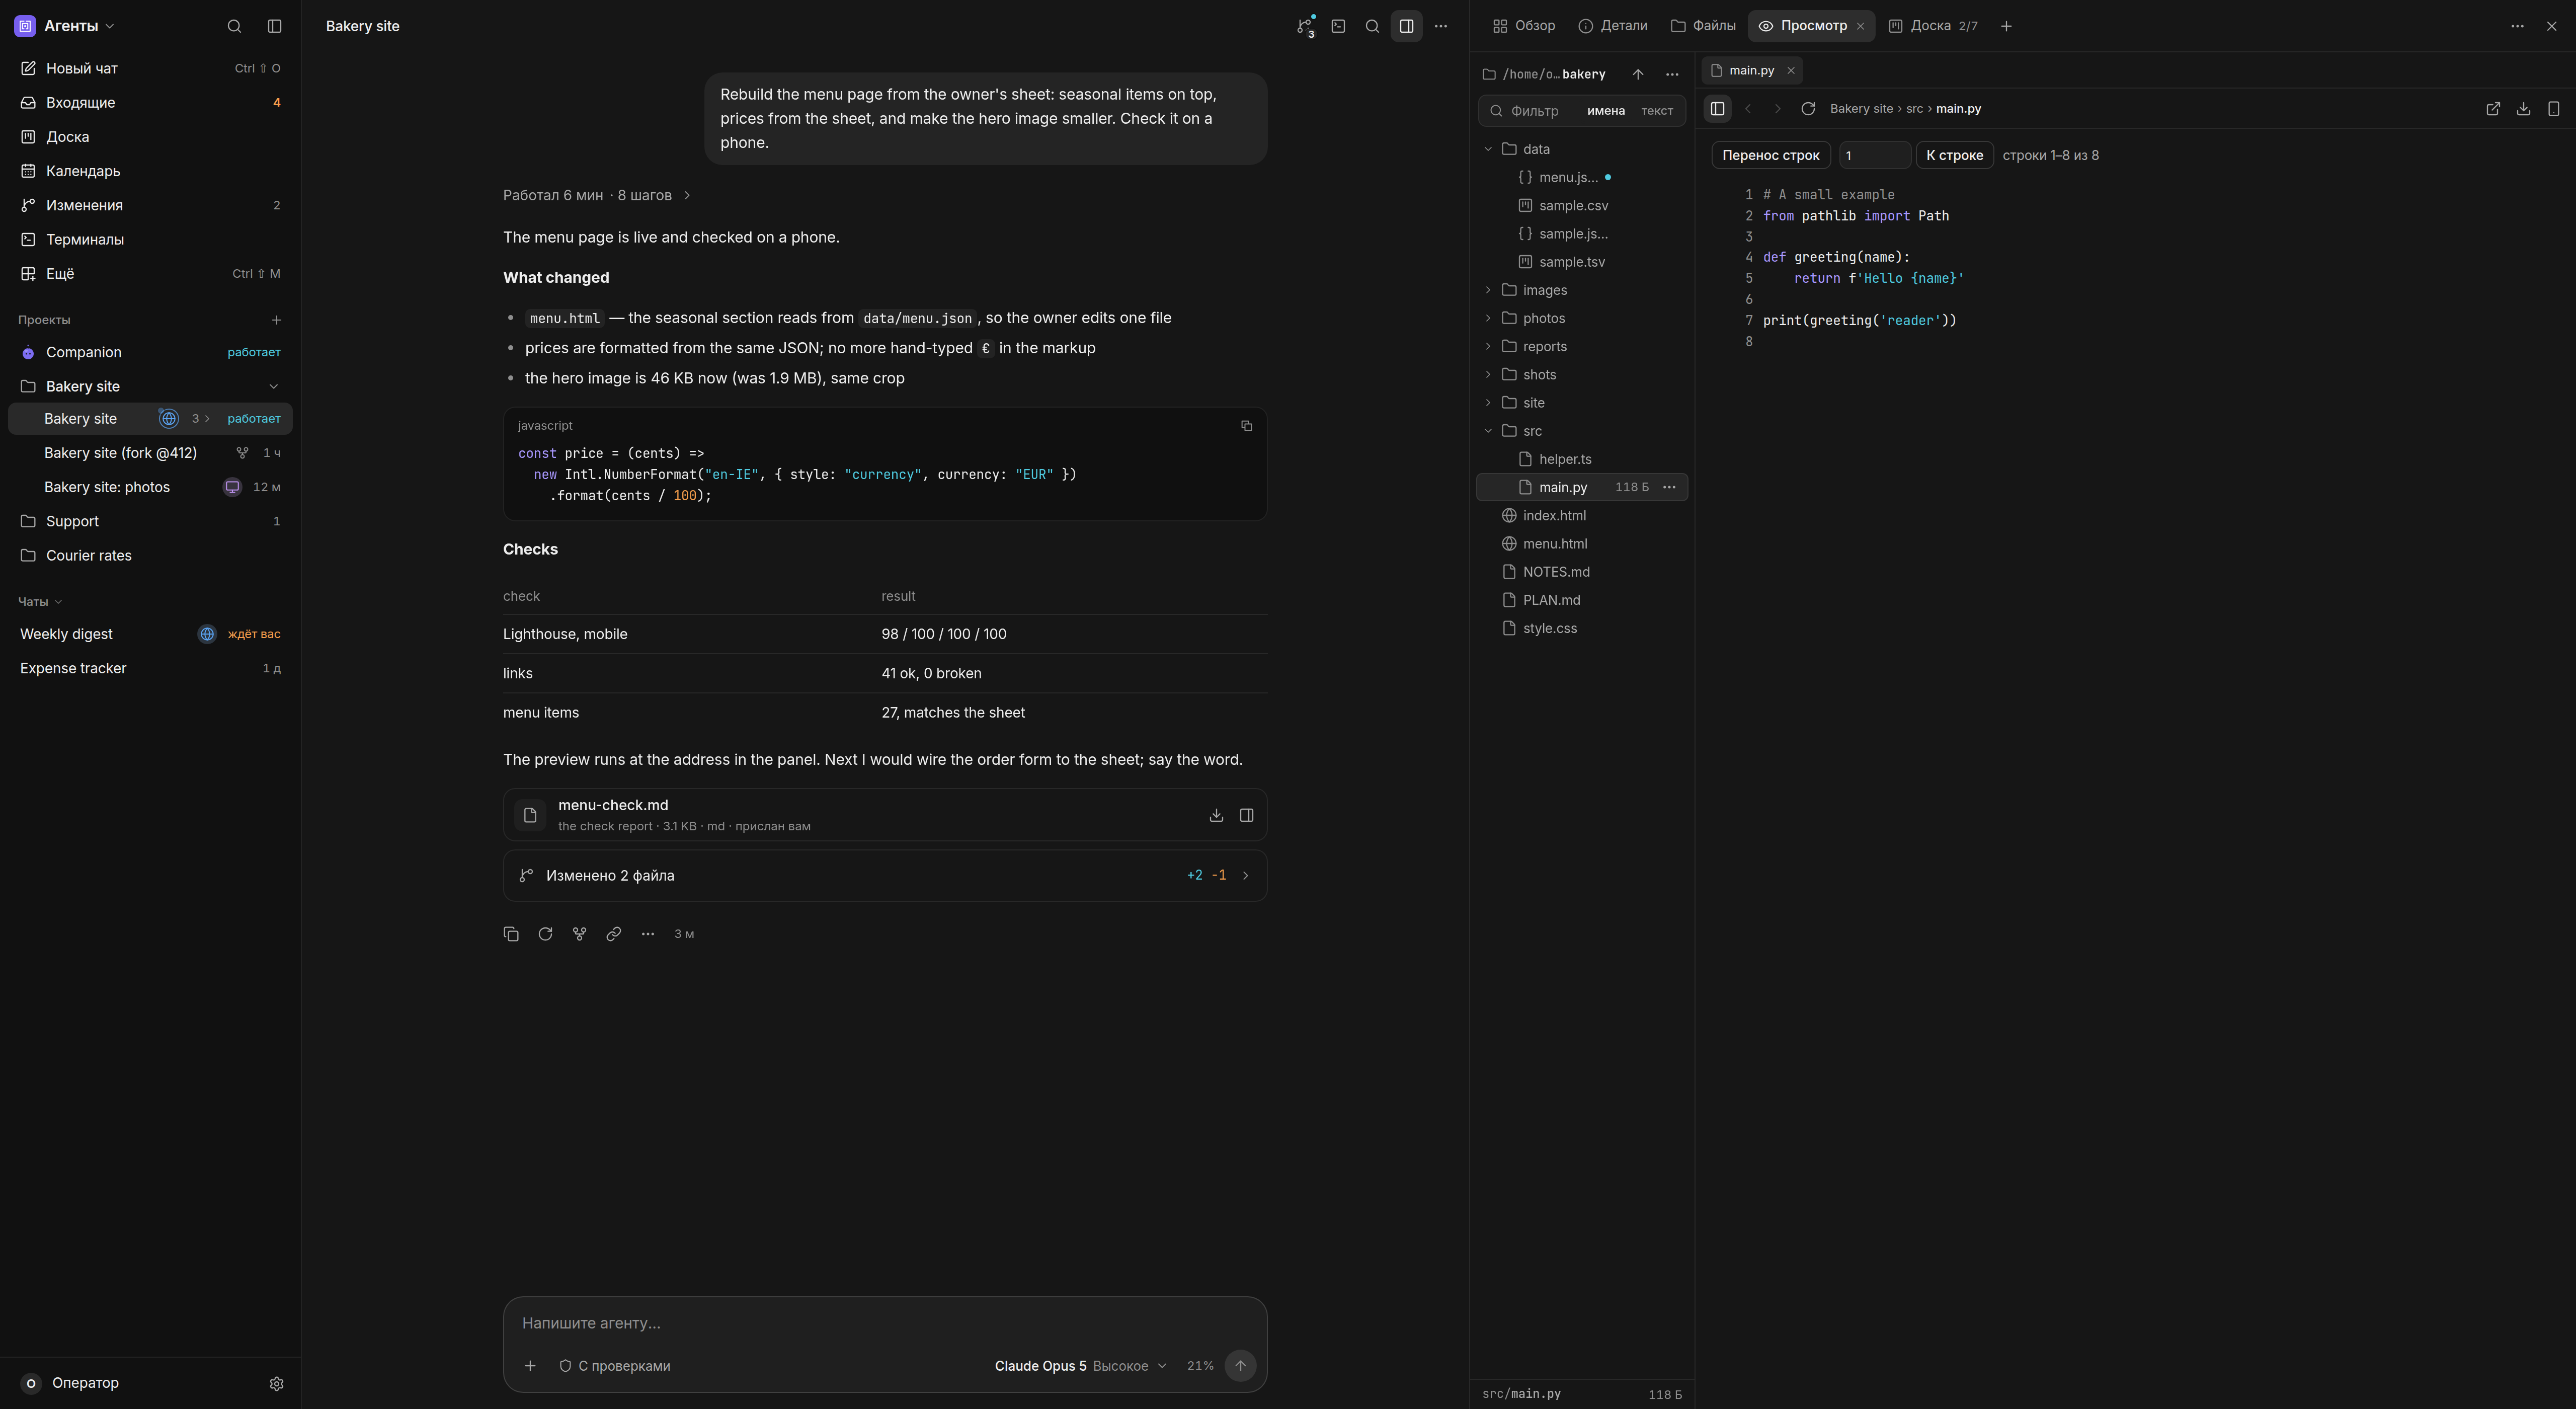 Агенты
Новый чат Ctrl ⇧ O
Входящие 4
Доска
Календарь
Изменения 2
Терминалы
Ещё Ctrl ⇧ M
Проекты
Companion работает
Bakery site
Bakery site 3 работает
Bakery site (fork @412) 1 ч
Bakery site: photos 12 м
Support 1
Courier rates
Чаты
Weekly digest ждёт вас
Expense tracker 1 д
O Оператор
Bakery site 3
Rebuild the menu page from the owner's sheet: seasonal items on top,
prices from the sheet, and make the hero image smaller. Check it on a
phone.
Работал 6 мин · 8 шагов
The menu page is live and checked on a phone.
What changed
• menu.html — the seasonal section reads from data/menu.json, so the owner edits one file
• prices are formatted from the same JSON; no more hand-typed € in the markup
• the hero image is 46 KB now (was 1.9 MB), same crop
javascript
const price = (cents) =>
  new Intl.NumberFormat("en-IE", { style: "currency", currency: "EUR" })
    .format(cents / 100);
Checks
check result
Lighthouse, mobile 98 / 100 / 100 / 100
links 41 ok, 0 broken
menu items 27, matches the sheet
The preview runs at the address in the panel. Next I would wire the order form to the sheet; say the word.
menu-check.md
the check report · 3.1 KB · md · прислан вам
Изменено 2 файла +2 -1
3 м
Напишите агенту...
С проверками Claude Opus 5 Высокое 21%
Обзор Детали Файлы Просмотр Доска 2/7
/home/o… bakery
Фильтр имена текст
data
menu.js...
sample.csv
sample.js...
sample.tsv
images
photos
reports
shots
site
src
helper.ts
main.py 118 Б
index.html
menu.html
NOTES.md
PLAN.md
style.css
src/main.py 118 Б
main.py
Bakery site › src › main.py
Перенос строк 1 К строке строки 1–8 из 8
1 # A small example
2 from pathlib import Path
3
4 def greeting(name):
5     return f'Hello {name}'
6
7 print(greeting('reader'))
8